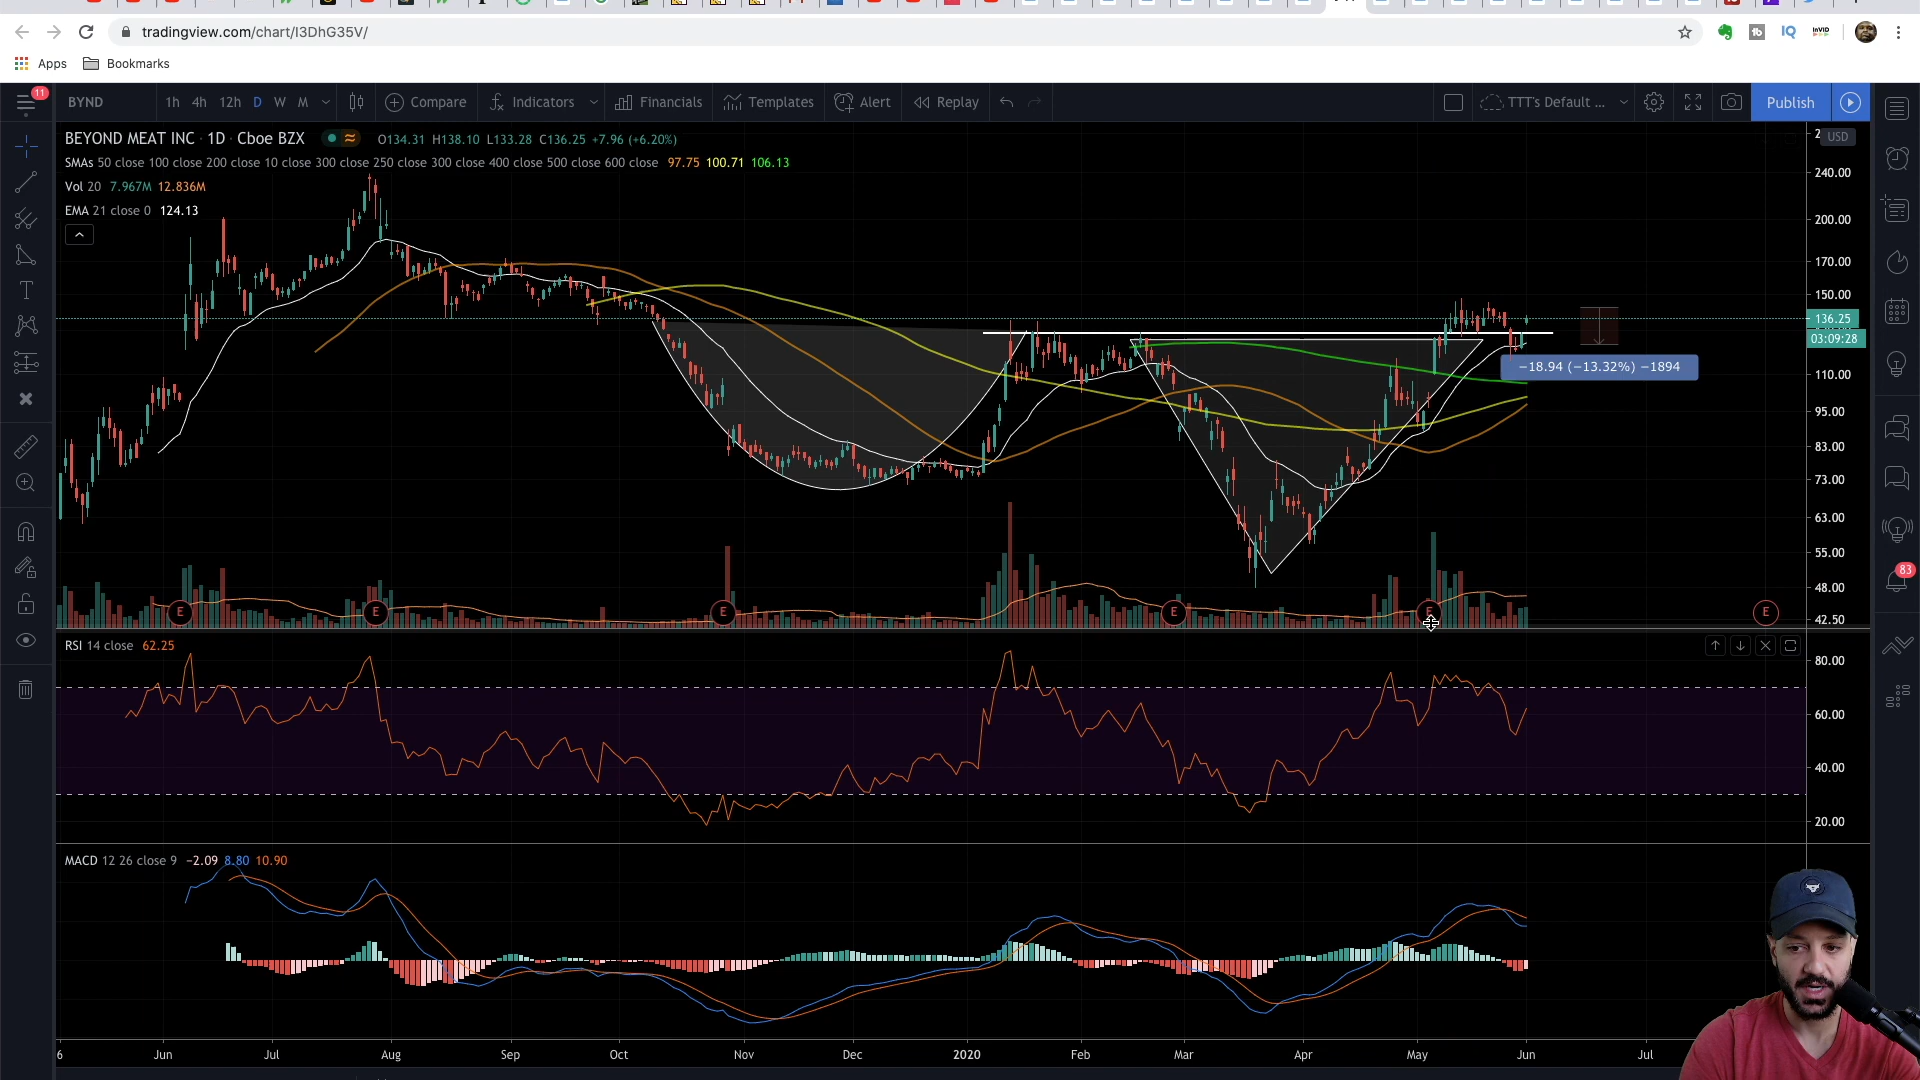 tradingview.com/chart/I3DhG35V/
Apps Bookmarks
11
BYND 1h 4h 12h D W M Compare Indicators Financials Templates Alert Replay TTT's Default ... Publish
BEYOND MEAT INC · 1D · Cboe BZX O134.31 H138.10 L133.28 C136.25 +7.96 (+6.20%)
USD
SMAs 50 close 100 close 200 close 10 close 300 close 250 close 300 close 400 close 500 close 600 close 97.75 100.71 106.13
Vol 20 7.967M 12.836M
EMA 21 close 0 124.13
240.00
200.00
170.00
150.00
136.25
03:09:28
−18.94 (−13.32%) −1894
110.00
95.00
83.00
73.00
63.00
55.00
48.00
42.50
E E E E E E
83
RSI 14 close 62.25
80.00
60.00
40.00
20.00
MACD 12 26 close 9 −2.09 8.80 10.90
6 Jun Jul Aug Sep Oct Nov Dec 2020 Feb Mar Apr May Jun Jul